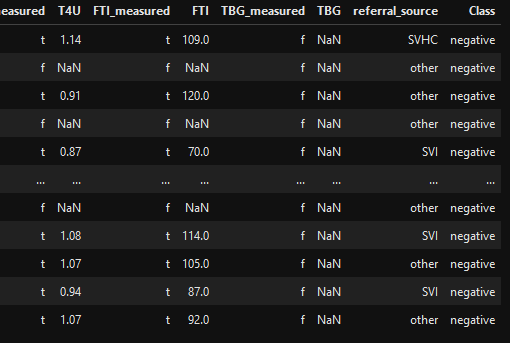 easured T4U FTI_measured FTI TBG_measured TBG referral_source Class
t 1.14 t 109.0 f NaN SVHC negative
f NaN f NaN f NaN other negative
t 0.91 t 120.0 f NaN other negative
f NaN f NaN f NaN other negative
t 0.87 t 70.0 f NaN SVI negative
... ... ... ... ... ... ... ...
f NaN f NaN f NaN other negative
t 1.08 t 114.0 f NaN SVI negative
t 1.07 t 105.0 f NaN other negative
t 0.94 t 87.0 f NaN SVI negative
t 1.07 t 92.0 f NaN other negative